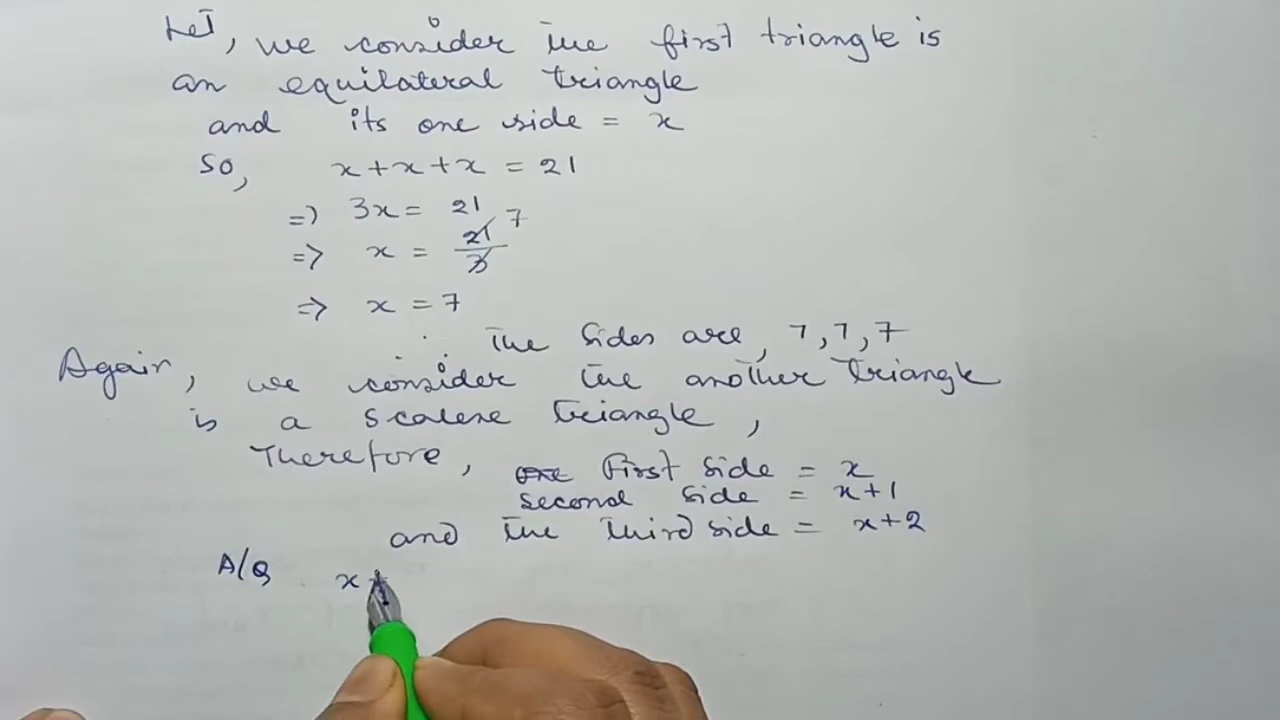 Let, we consider the first triangle is
an equilateral triangle
and its one side = x
So, x + x + x = 21
=> 3x = 21
=> x = 21/3 7
=> x = 7
∴ The sides are, 7, 7, 7
Again, we consider the another triangle
is a scalene triangle,
Therefore, First side = x
second side = x+1
and the third side = x+2
A/Q x +